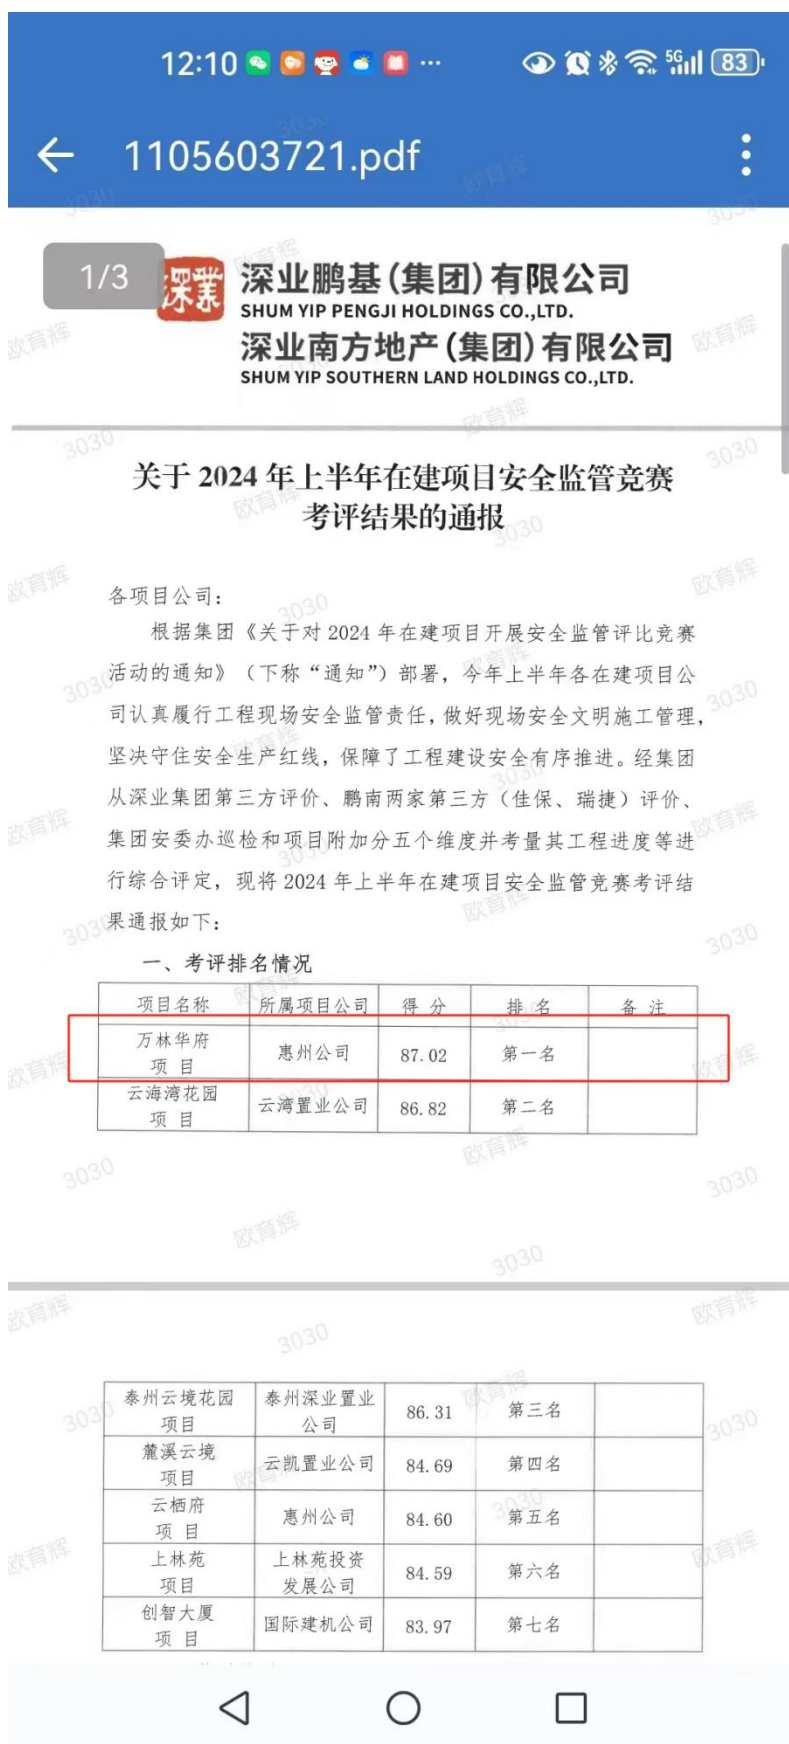 12:10
5G
83
1105603721.pdf
1/3
深業
深业鹏基(集团)有限公司
SHUM YIP PENGJI HOLDINGS CO.,LTD.
深业南方地产(集团)有限公司
SHUM YIP SOUTHERN LAND HOLDINGS CO.,LTD.
关于 2024 年上半年在建项目安全监管竞赛
考评结果的通报
各项目公司:
根据集团《关于对 2024 年在建项目开展安全监管评比竞赛
活动的通知》（下称“通知”）部署，今年上半年各在建项目公
司认真履行工程现场安全监管责任，做好现场安全文明施工管理，
坚决守住安全生产红线，保障了工程建设安全有序推进。经集团
从深业集团第三方评价、鹏南两家第三方（佳保、瑞捷）评价、
集团安委办巡检和项目附加分五个维度并考量其工程进度等进
行综合评定，现将 2024 年上半年在建项目安全监管竞赛考评结
果通报如下:
一、考评排名情况
项目名称 所属项目公司 得 分 排 名 备 注
万林华府
项 目 惠州公司 87.02 第一名
云海湾花园
项 目 云湾置业公司 86.82 第二名
泰州云境花园
项目 泰州深业置业
公司 86.31 第三名
麓溪云境
项目 云凯置业公司 84.69 第四名
云栖府
项 目 惠州公司 84.60 第五名
上林苑
项目 上林苑投资
发展公司 84.59 第六名
创智大厦
项 目 国际建机公司 83.97 第七名
欧育辉
3030